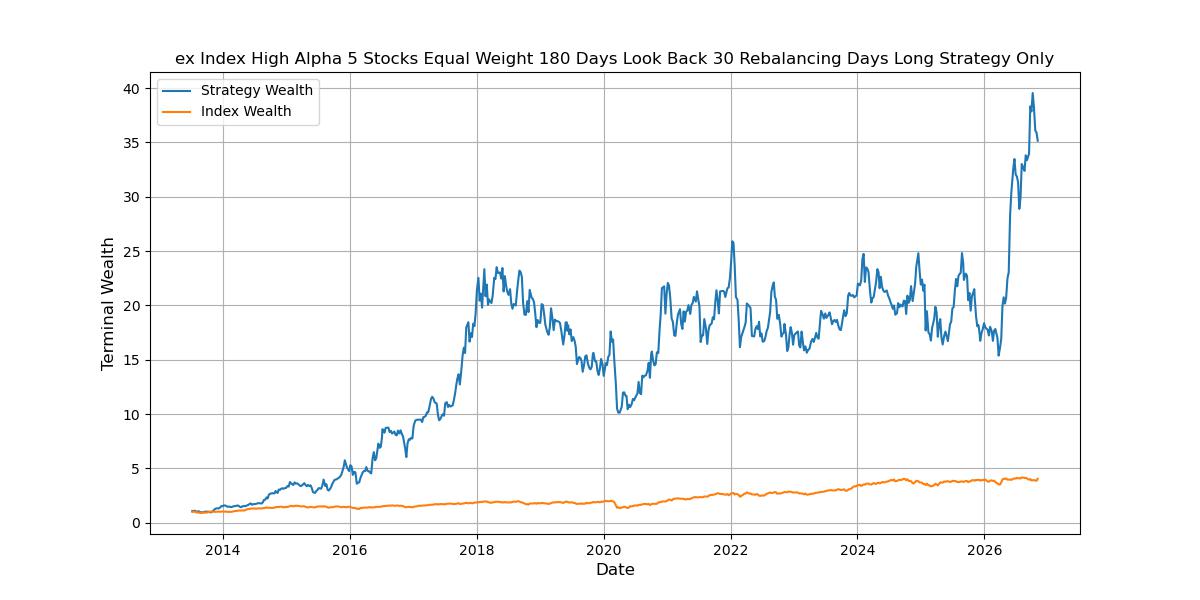 ex Index High Alpha 5 Stocks Equal Weight 180 Days Look Back 30 Rebalancing Days Long Strategy Only
Strategy Wealth
Index Wealth
Terminal Wealth
40
35
30
25
20
15
10
5
0
2014 2016 2018 2020 2022 2024 2026
Date